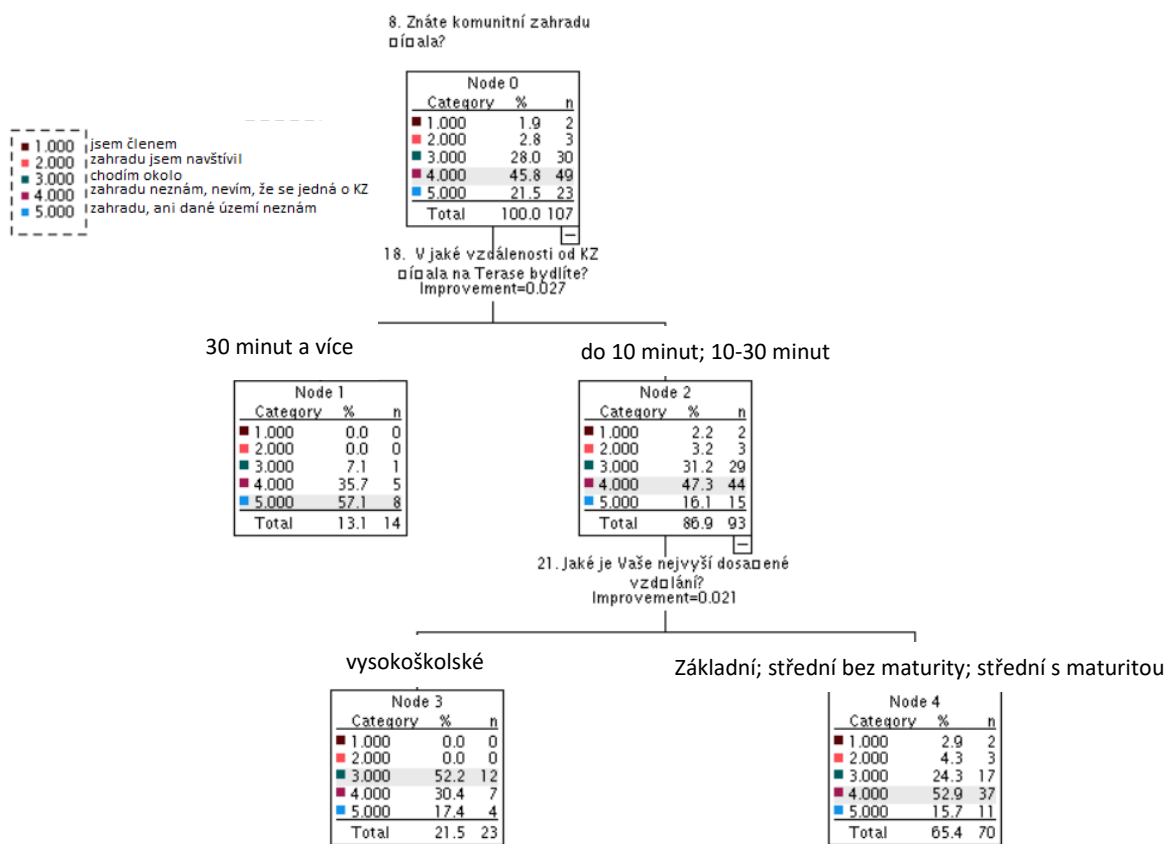 8. Znáte komunitní zahradu
□í□ala?
Node 0
Category % n
1.000 1.9 2
2.000 2.8 3
3.000 28.0 30
4.000 45.8 49
5.000 21.5 23
Total 100.0 107
1.000 jsem členem
2.000 zahradu jsem navštívil
3.000 chodím okolo
4.000 zahradu neznám, nevím, že se jedná o KZ
5.000 zahradu, ani dané území neznám
18. V jaké vzdálenosti od KZ
□í□ala na Terase bydlíte?
Improvement=0.027
30 minut a více
do 10 minut; 10-30 minut
Node 1
Category % n
1.000 0.0 0
2.000 0.0 0
3.000 7.1 1
4.000 35.7 5
5.000 57.1 8
Total 13.1 14
Node 2
Category % n
1.000 2.2 2
2.000 3.2 3
3.000 31.2 29
4.000 47.3 44
5.000 16.1 15
Total 86.9 93
21. Jaké je Vaše nejvyší dosa□ené
vzd□lání?
Improvement=0.021
vysokoškolské
Základní; střední bez maturity; střední s maturitou
Node 3
Category % n
1.000 0.0 0
2.000 0.0 0
3.000 52.2 12
4.000 30.4 7
5.000 17.4 4
Total 21.5 23
Node 4
Category % n
1.000 2.9 2
2.000 4.3 3
3.000 24.3 17
4.000 52.9 37
5.000 15.7 11
Total 65.4 70